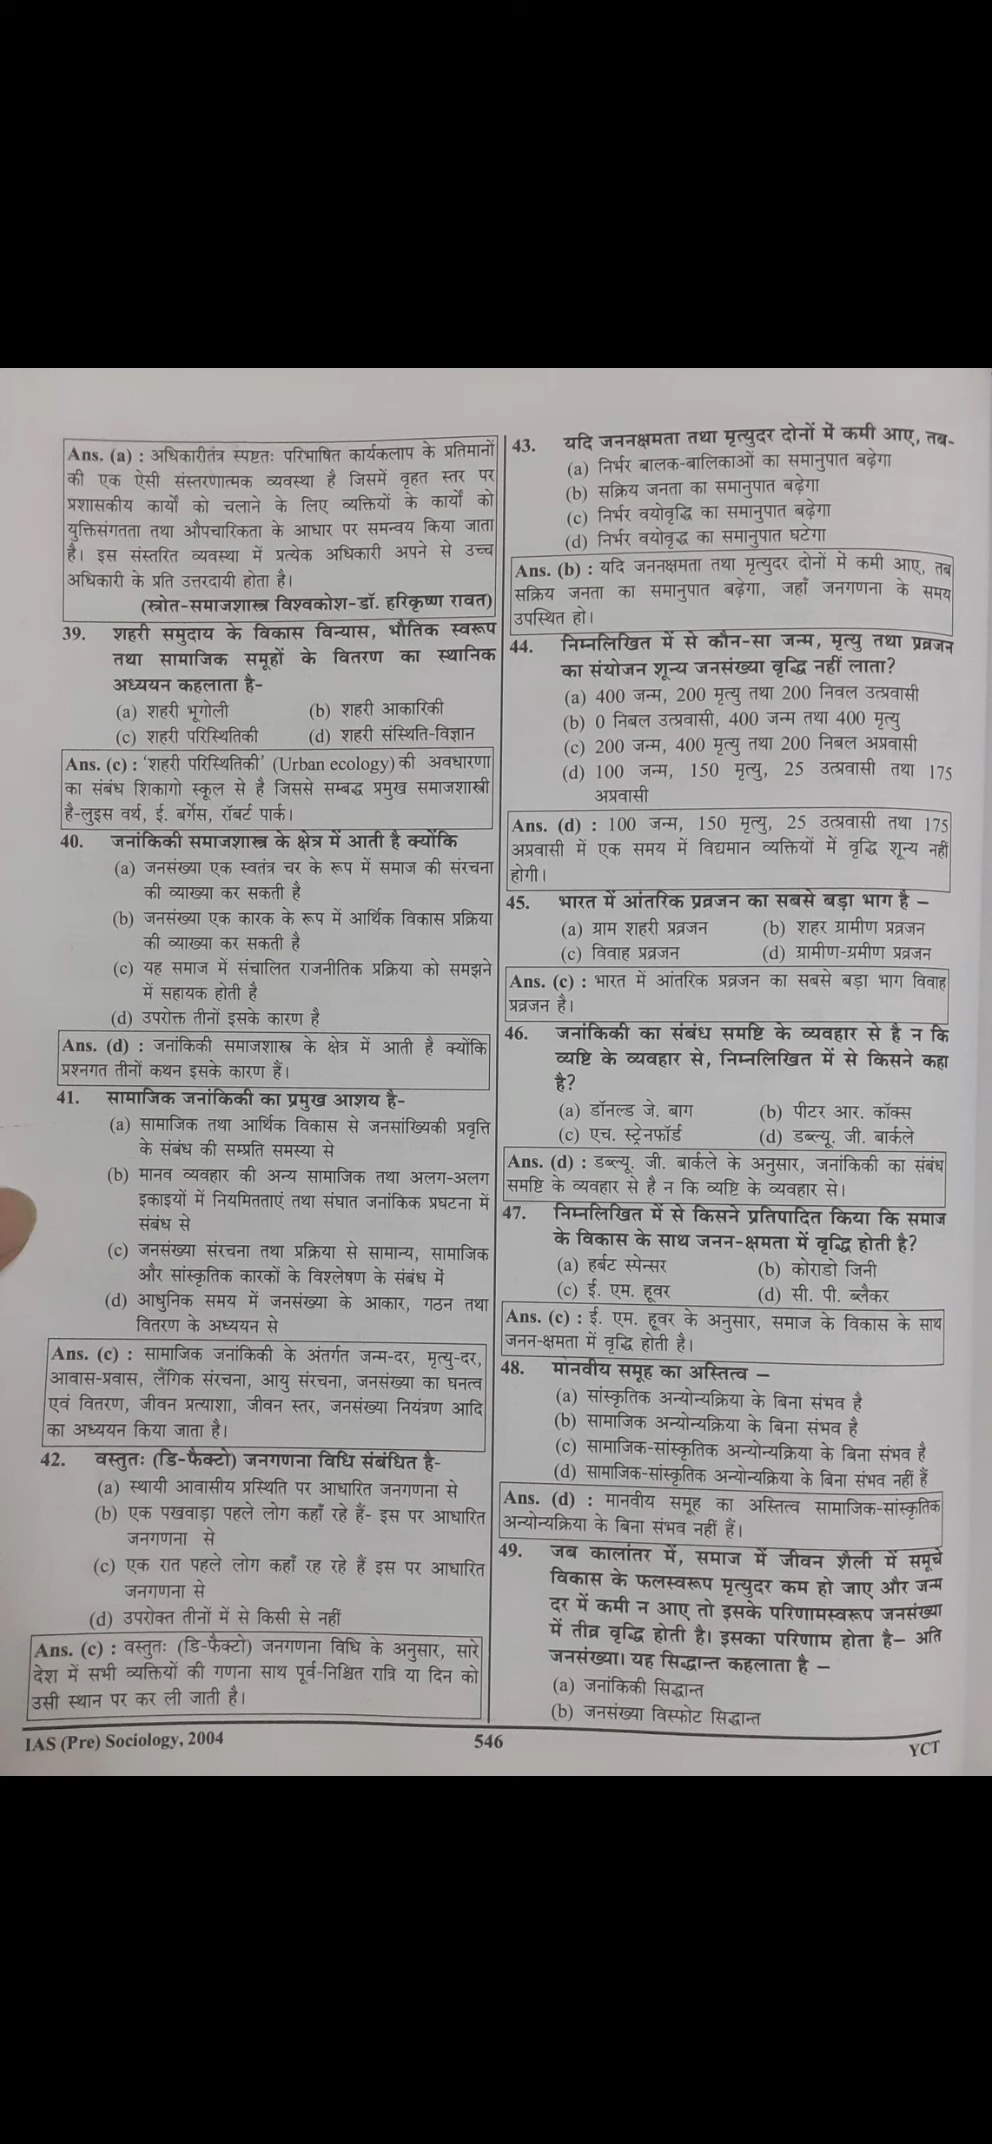 Ans. (a) : अधिकारीतंत्र स्पष्टतः परिभाषित कार्यकलाप के प्रतिमानों
की एक ऐसी संस्तरणात्मक व्यवस्था है जिसमें वृहत स्तर पर
प्रशासकीय कार्यों को चलाने के लिए व्यक्तियों के कार्यों को
युक्तिसंगतता तथा औपचारिकता के आधार पर समन्वय किया जाता
है। इस संस्तरित व्यवस्था में प्रत्येक अधिकारी अपने से उच्च
अधिकारी के प्रति उत्तरदायी होता है।
(स्त्रोत-समाजशास्त्र विश्वकोश-डॉ. हरिकृष्ण रावत)
39. शहरी समुदाय के विकास विन्यास, भौतिक स्वरूप
तथा सामाजिक समूहों के वितरण का स्थानिक
अध्ययन कहलाता है-
(a) शहरी भूगोली (b) शहरी आकारिकी
(c) शहरी परिस्थितिकी (d) शहरी संस्थिति-विज्ञान
Ans. (c) : ‘शहरी परिस्थितिकी’ (Urban ecology) की अवधारणा
का संबंध शिकागो स्कूल से है जिससे सम्बद्ध प्रमुख समाजशास्त्री
है-लुइस वर्थ, ई. बर्गेस, रॉबर्ट पार्क।
40. जनांकिकी समाजशास्त्र के क्षेत्र में आती है क्योंकि
(a) जनसंख्या एक स्वतंत्र चर के रूप में समाज की संरचना
की व्याख्या कर सकती है
(b) जनसंख्या एक कारक के रूप में आर्थिक विकास प्रक्रिया
की व्याख्या कर सकती है
(c) यह समाज में संचालित राजनीतिक प्रक्रिया को समझने
में सहायक होती है
(d) उपरोक्त तीनों इसके कारण है
Ans. (d) : जनांकिकी समाजशास्त्र के क्षेत्र में आती है क्योंकि
प्रश्नगत तीनों कथन इसके कारण हैं।
41. सामाजिक जनांकिकी का प्रमुख आशय है-
(a) सामाजिक तथा आर्थिक विकास से जनसांख्यिकी प्रवृत्ति
के संबंध की सम्प्रति समस्या से
(b) मानव व्यवहार की अन्य सामाजिक तथा अलग-अलग
इकाइयों में नियमितताएं तथा संघात जनांकिक प्रघटना में
संबंध से
(c) जनसंख्या संरचना तथा प्रक्रिया से सामान्य, सामाजिक
और सांस्कृतिक कारकों के विश्लेषण के संबंध में
(d) आधुनिक समय में जनसंख्या के आकार, गठन तथा
वितरण के अध्ययन से
Ans. (c) : सामाजिक जनांकिकी के अंतर्गत जन्म-दर, मृत्यु-दर,
आवास-प्रवास, लैंगिक संरचना, आयु संरचना, जनसंख्या का घनत्व
एवं वितरण, जीवन प्रत्याशा, जीवन स्तर, जनसंख्या नियंत्रण आदि
का अध्ययन किया जाता है।
42. वस्तुतः (डि-फैक्टो) जनगणना विधि संबंधित है-
(a) स्थायी आवासीय प्रस्थिति पर आधारित जनगणना से
(b) एक पखवाड़ा पहले लोग कहाँ रहे हैं- इस पर आधारित
जनगणना से
(c) एक रात पहले लोग कहाँ रह रहे हैं इस पर आधारित
जनगणना से
(d) उपरोक्त तीनों में से किसी से नहीं
Ans. (c) : वस्तुतः (डि-फैक्टो) जनगणना विधि के अनुसार, सारे
देश में सभी व्यक्तियों की गणना साथ पूर्व-निश्चित रात्रि या दिन को
उसी स्थान पर कर ली जाती है।
43. यदि जननक्षमता तथा मृत्युदर दोनों में कमी आए, तब-
(a) निर्भर बालक-बालिकाओं का समानुपात बढ़ेगा
(b) सक्रिय जनता का समानुपात बढ़ेगा
(c) निर्भर वयोवृद्धि का समानुपात बढ़ेगा
(d) निर्भर वयोवृद्ध का समानुपात घटेगा
Ans. (b) : यदि जननक्षमता तथा मृत्युदर दोनों में कमी आए, तब
सक्रिय जनता का समानुपात बढ़ेगा, जहाँ जनगणना के समय
उपस्थित हो।
44. निम्नलिखित में से कौन-सा जन्म, मृत्यु तथा प्रव्रजन
का संयोजन शून्य जनसंख्या वृद्धि नहीं लाता?
(a) 400 जन्म, 200 मृत्यु तथा 200 निवल उत्प्रवासी
(b) 0 निबल उत्प्रवासी, 400 जन्म तथा 400 मृत्यु
(c) 200 जन्म, 400 मृत्यु तथा 200 निबल अप्रवासी
(d) 100 जन्म, 150 मृत्यु, 25 उत्प्रवासी तथा 175
अप्रवासी
Ans. (d) : 100 जन्म, 150 मृत्यु, 25 उत्प्रवासी तथा 175
अप्रवासी में एक समय में विद्यमान व्यक्तियों में वृद्धि शून्य नहीं
होगी।
45. भारत में आंतरिक प्रव्रजन का सबसे बड़ा भाग है –
(a) ग्राम शहरी प्रव्रजन (b) शहर ग्रामीण प्रव्रजन
(c) विवाह प्रव्रजन (d) ग्रामीण-ग्रमीण प्रव्रजन
Ans. (c) : भारत में आंतरिक प्रव्रजन का सबसे बड़ा भाग विवाह
प्रव्रजन है।
46. जनांकिकी का संबंध समष्टि के व्यवहार से है न कि
व्यष्टि के व्यवहार से, निम्नलिखित में से किसने कहा
है?
(a) डॉनल्ड जे. बाग (b) पीटर आर. कॉक्स
(c) एच. स्ट्रेनफॉर्ड (d) डब्ल्यू. जी. बार्कले
Ans. (d) : डब्ल्यू. जी. बार्कले के अनुसार, जनांकिकी का संबंध
समष्टि के व्यवहार से है न कि व्यष्टि के व्यवहार से।
47. निम्नलिखित में से किसने प्रतिपादित किया कि समाज
के विकास के साथ जनन-क्षमता में वृद्धि होती है?
(a) हर्बट स्पेन्सर (b) कोराडो जिनी
(c) ई. एम. हूवर (d) सी. पी. ब्लैकर
Ans. (c) : ई. एम. हूवर के अनुसार, समाज के विकास के साथ
जनन-क्षमता में वृद्धि होती है।
48. मानवीय समूह का अस्तित्व –
(a) सांस्कृतिक अन्योन्यक्रिया के बिना संभव है
(b) सामाजिक अन्योन्यक्रिया के बिना संभव है
(c) सामाजिक-सांस्कृतिक अन्योन्यक्रिया के बिना संभव है
(d) सामाजिक-सांस्कृतिक अन्योन्यक्रिया के बिना संभव नहीं हैं
Ans. (d) : मानवीय समूह का अस्तित्व सामाजिक-सांस्कृतिक
अन्योन्यक्रिया के बिना संभव नहीं हैं।
49. जब कालांतर में, समाज में जीवन शैली में समूचे
विकास के फलस्वरूप मृत्युदर कम हो जाए और जन्म
दर में कमी न आए तो इसके परिणामस्वरूप जनसंख्या
में तीव्र वृद्धि होती है। इसका परिणाम होता है– अति
जनसंख्या। यह सिद्धान्त कहलाता है –
(a) जनांकिकी सिद्धान्त
(b) जनसंख्या विस्फोट सिद्धान्त
IAS (Pre) Sociology, 2004 546 YCT